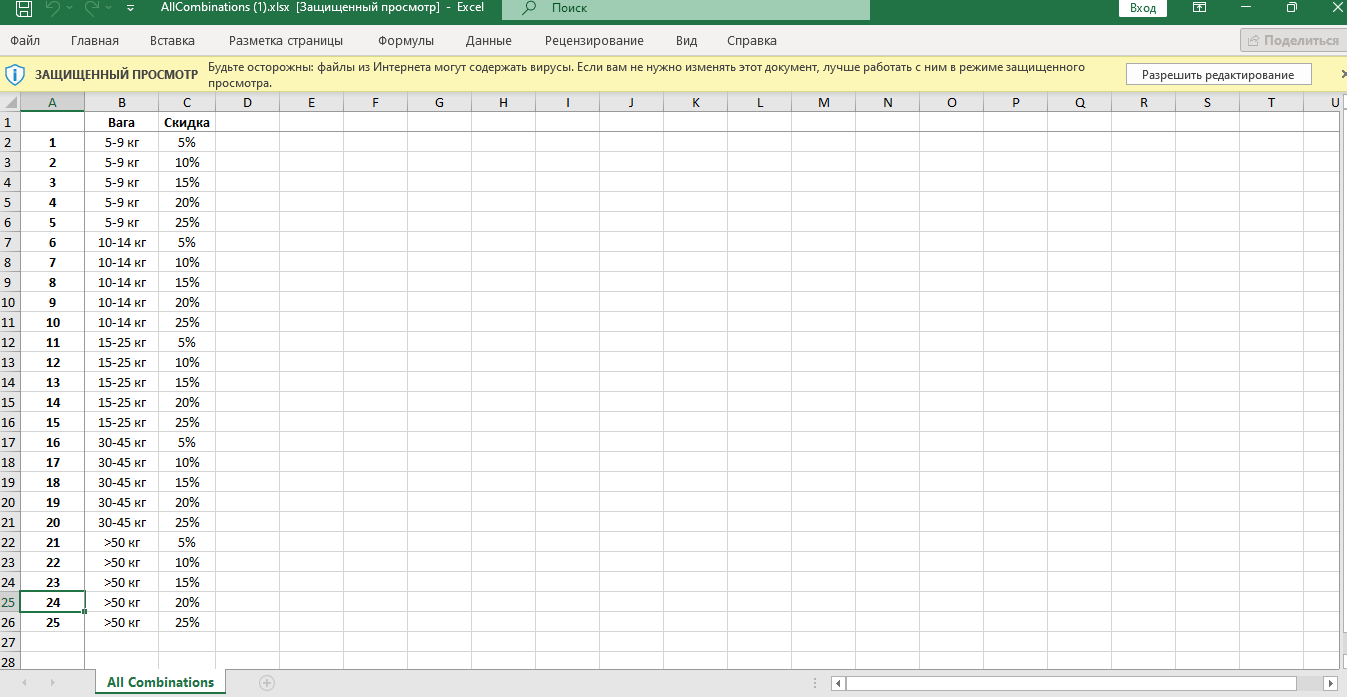 AllCombinations (1).xlsx [Защищенный просмотр] - Excel
Поиск
Вход
Файл Главная Вставка Разметка страницы Формулы Данные Рецензирование Вид Справка Поделиться
ЗАЩИЩЕННЫЙ ПРОСМОТР Будьте осторожны: файлы из Интернета могут содержать вирусы. Если вам не нужно изменять этот документ, лучше работать с ним в режиме защищенного
просмотра.
Разрешить редактирование
A B C D E F G H I J K L M N O P Q R S T U
1 Вага Скидка
2 1 5-9 кг 5%
3 2 5-9 кг 10%
4 3 5-9 кг 15%
5 4 5-9 кг 20%
6 5 5-9 кг 25%
7 6 10-14 кг 5%
8 7 10-14 кг 10%
9 8 10-14 кг 15%
10 9 10-14 кг 20%
11 10 10-14 кг 25%
12 11 15-25 кг 5%
13 12 15-25 кг 10%
14 13 15-25 кг 15%
15 14 15-25 кг 20%
16 15 15-25 кг 25%
17 16 30-45 кг 5%
18 17 30-45 кг 10%
19 18 30-45 кг 15%
20 19 30-45 кг 20%
21 20 30-45 кг 25%
22 21 >50 кг 5%
23 22 >50 кг 10%
24 23 >50 кг 15%
25 24 >50 кг 20%
26 25 >50 кг 25%
27
28
All Combinations